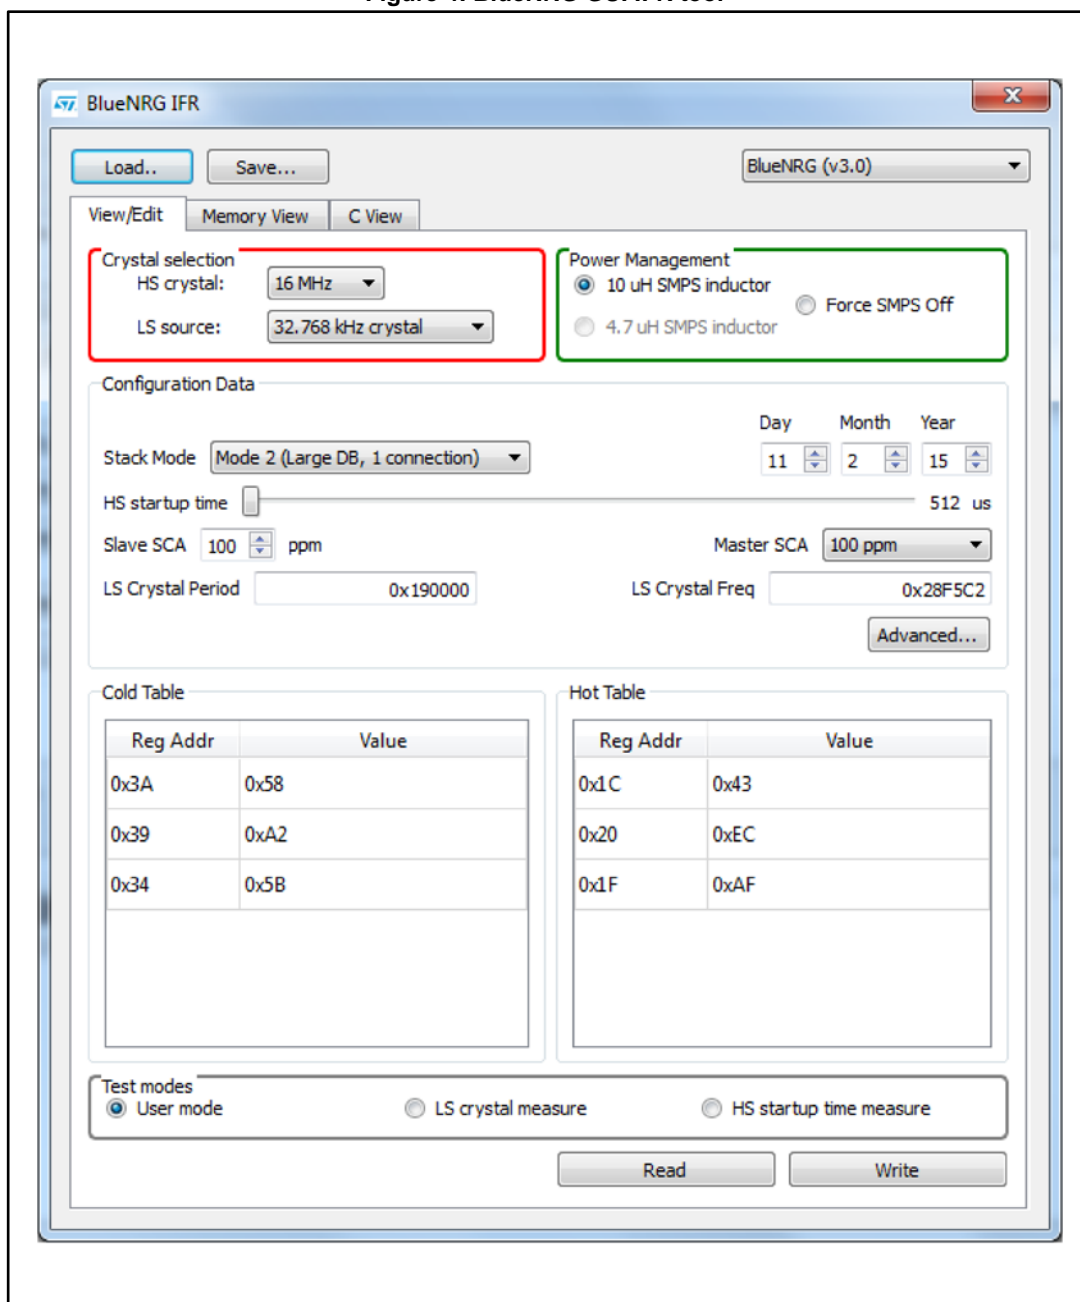 BlueNRG IFR
Load..
Save...
BlueNRG (v3.0)
View/Edit
Memory View
C View
Crystal selection
HS crystal:
16 MHz
LS source:
32.768 kHz crystal
Power Management
10 uH SMPS inductor
Force SMPS Off
4.7 uH SMPS inductor
Configuration Data
Day Month Year
Stack Mode Mode 2 (Large DB, 1 connection) 11 2 15
HS startup time 512 us
Slave SCA 100 ppm Master SCA 100 ppm
LS Crystal Period 0x190000 LS Crystal Freq 0x28F5C2
Advanced...
Cold Table
Reg Addr Value
0x3A 0x58
0x39 0xA2
0x34 0x5B
Hot Table
Reg Addr Value
0x1C 0x43
0x20 0xEC
0x1F 0xAF
Test modes
User mode LS crystal measure HS startup time measure
Read Write